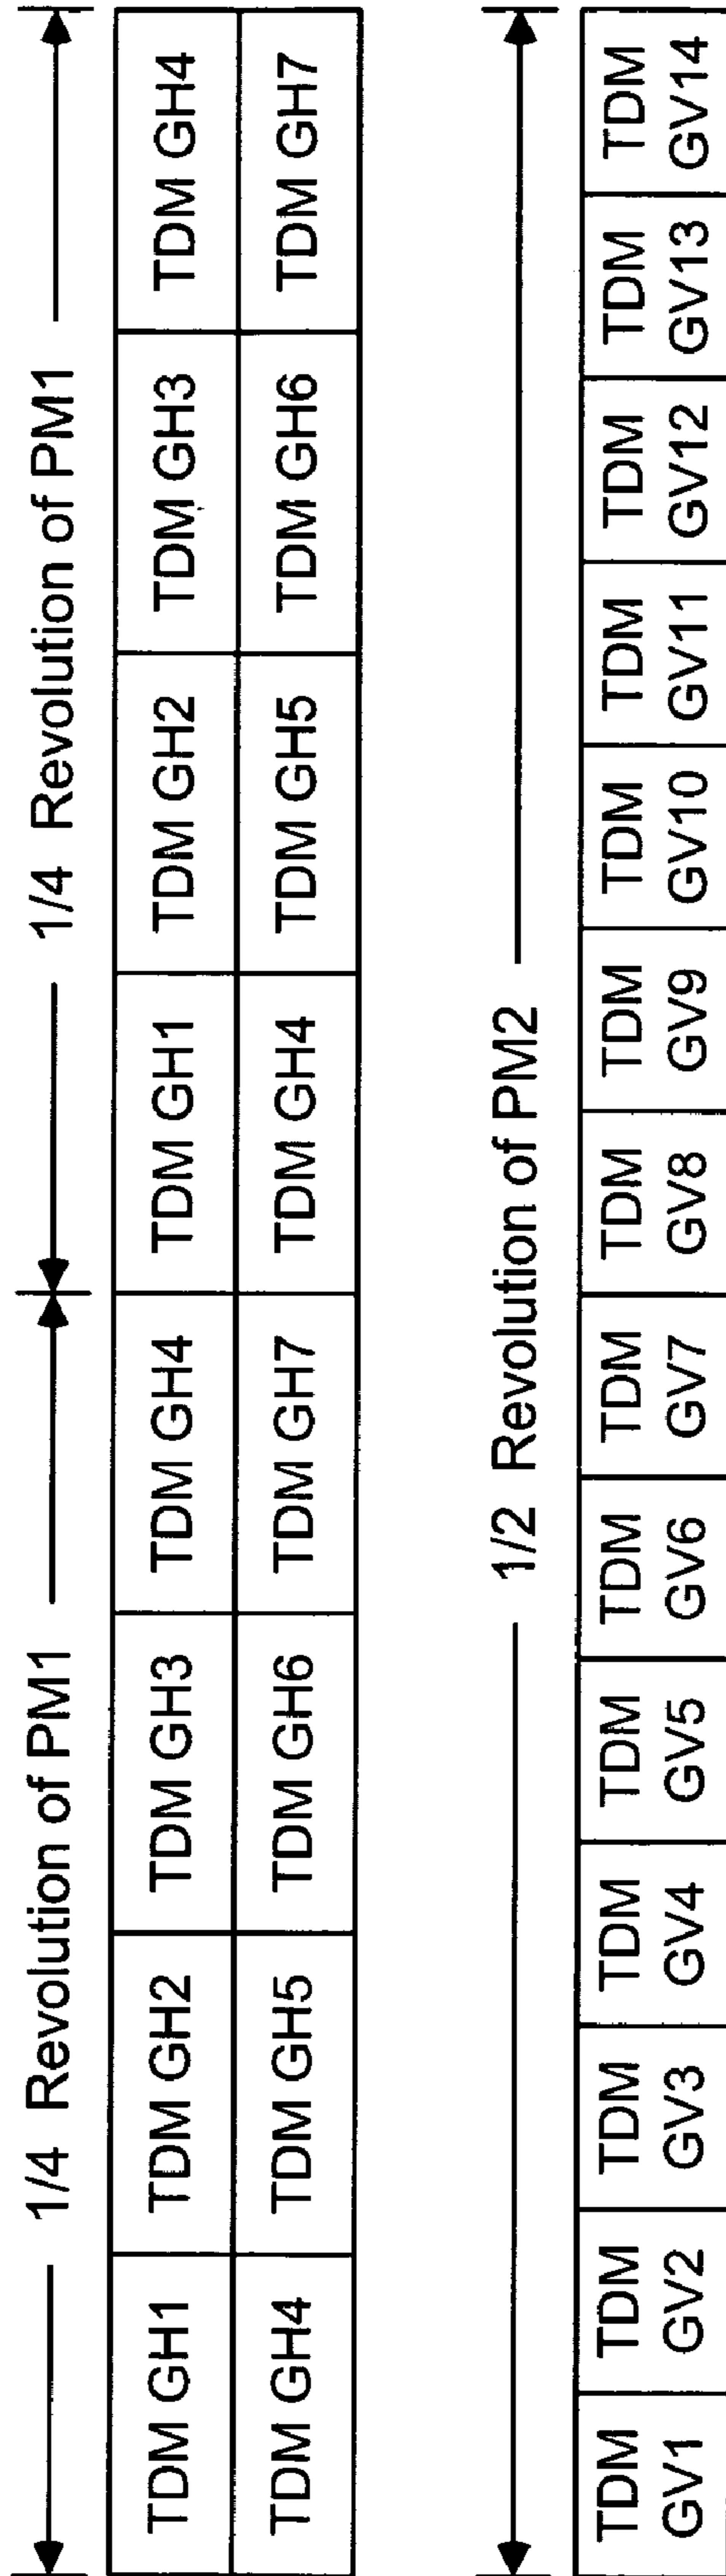 1/4 Revolution of PM1 1/4 Revolution of PM1
TDM GH1 TDM GH2 TDM GH3 TDM GH4 TDM GH1 TDM GH2 TDM GH3 TDM GH4
TDM GH4 TDM GH5 TDM GH6 TDM GH7 TDM GH4 TDM GH5 TDM GH6 TDM GH7
1/2 Revolution of PM2
TDM TDM TDM TDM TDM TDM TDM TDM TDM TDM TDM TDM TDM TDM
GV1 GV2 GV3 GV4 GV5 GV6 GV7 GV8 GV9 GV10 GV11 GV12 GV13 GV14